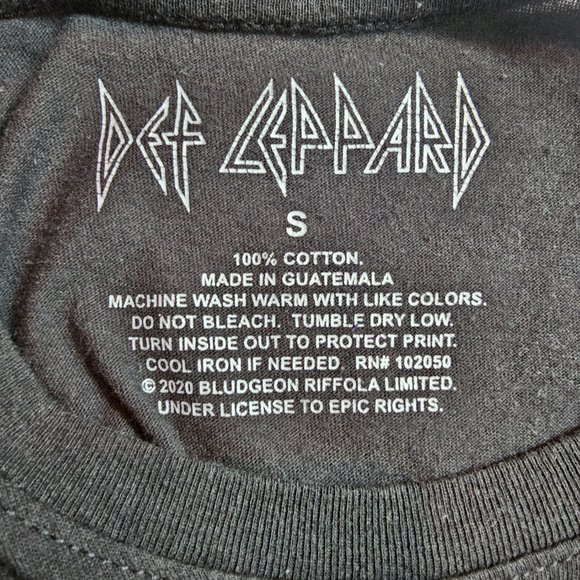 DEF LEPPARD
S
100% COTTON.
MADE IN GUATEMALA
MACHINE WASH WARM WITH LIKE COLORS.
DO NOT BLEACH. TUMBLE DRY LOW.
TURN INSIDE OUT TO PROTECT PRINT.
COOL IRON IF NEEDED. RN# 102050
© 2020 BLUDGEON RIFFOLA LIMITED.
UNDER LICENSE TO EPIC RIGHTS.